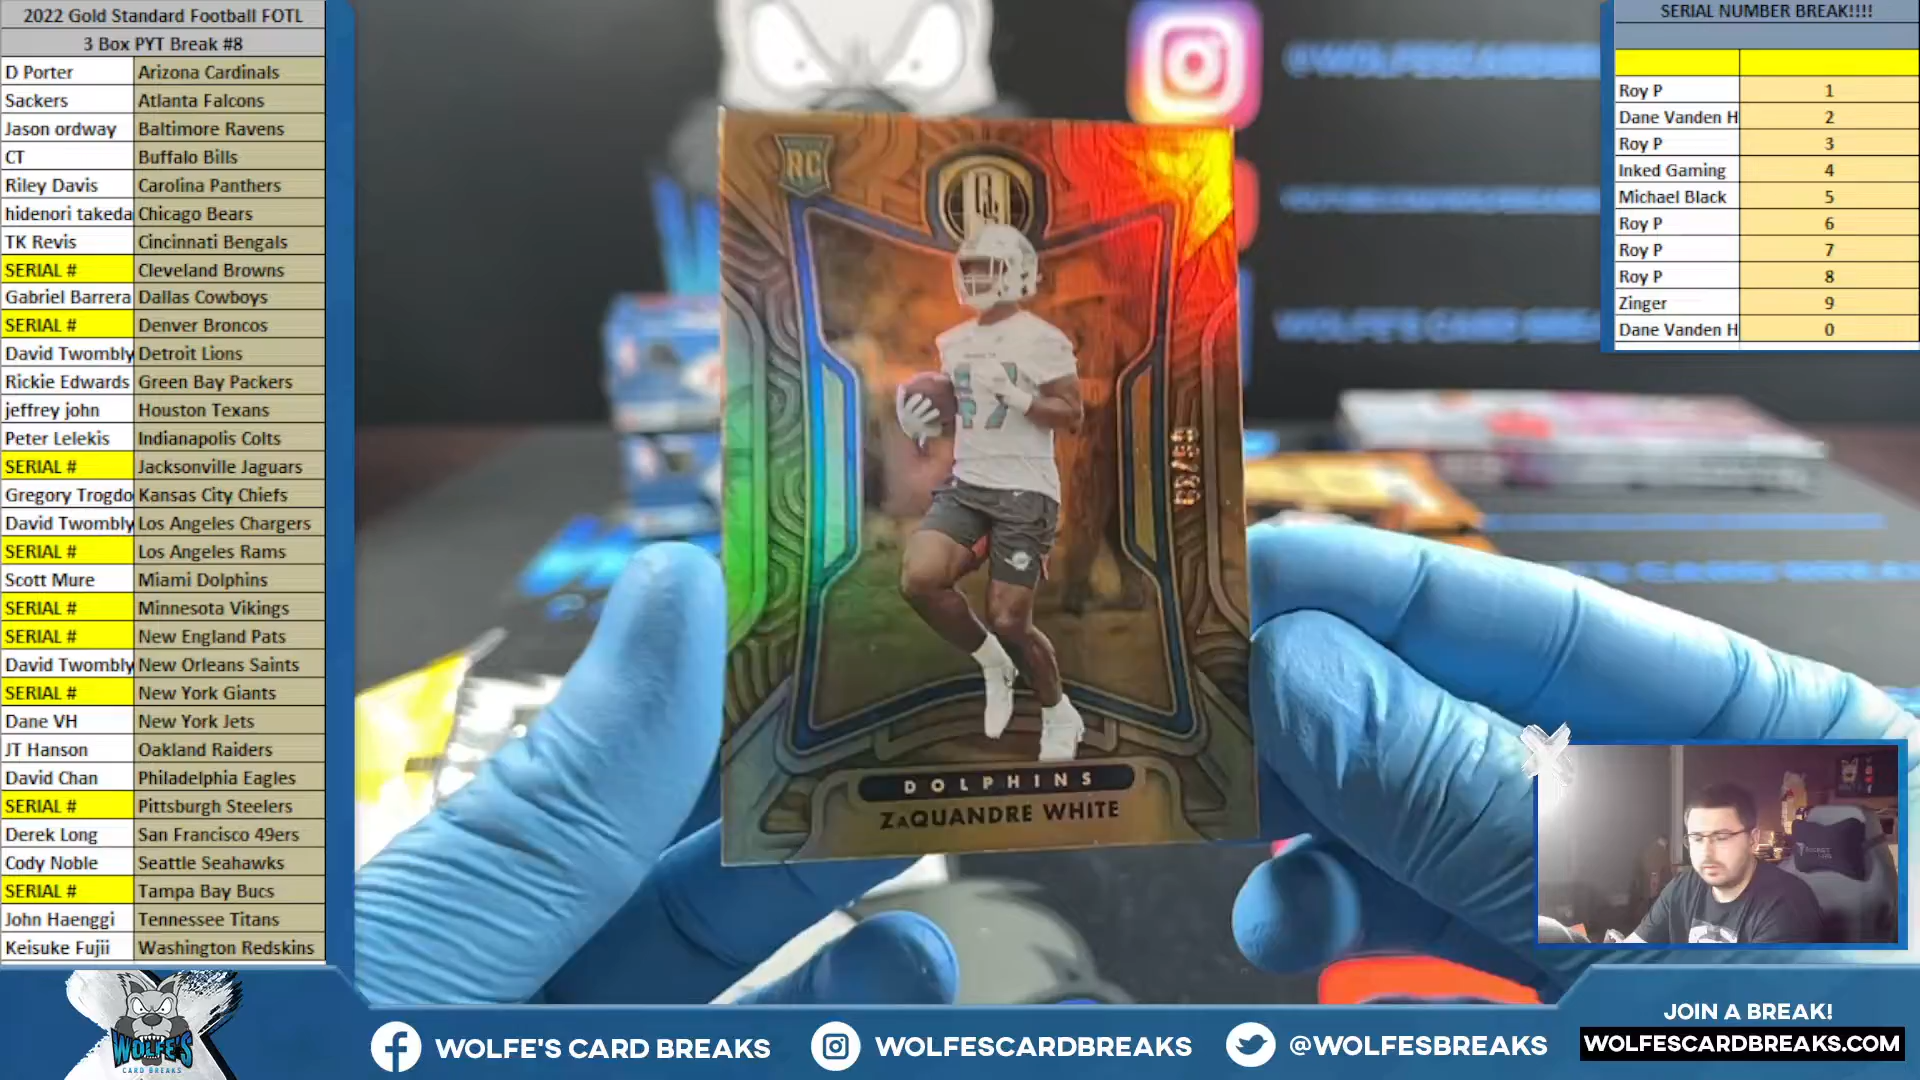 2022 Gold Standard Football FOTL
3 Box PYT Break #8
D Porter Arizona Cardinals
Sackers Atlanta Falcons
Jason ordway Baltimore Ravens
CT Buffalo Bills
Riley Davis Carolina Panthers
hidenori takeda Chicago Bears
TK Revis Cincinnati Bengals
SERIAL # Cleveland Browns
Gabriel Barrera Dallas Cowboys
SERIAL # Denver Broncos
David Twombly Detroit Lions
Rickie Edwards Green Bay Packers
jeffrey john Houston Texans
Peter Lelekis Indianapolis Colts
SERIAL # Jacksonville Jaguars
Gregory Trogdo Kansas City Chiefs
David Twombly Los Angeles Chargers
SERIAL # Los Angeles Rams
Scott Mure Miami Dolphins
SERIAL # Minnesota Vikings
SERIAL # New England Pats
David Twombly New Orleans Saints
SERIAL # New York Giants
Dane VH New York Jets
JT Hanson Oakland Raiders
David Chan Philadelphia Eagles
SERIAL # Pittsburgh Steelers
Derek Long San Francisco 49ers
Cody Noble Seattle Seahawks
SERIAL # Tampa Bay Bucs
John Haenggi Tennessee Titans
Keisuke Fujii Washington Redskins
SERIAL NUMBER BREAK!!!!
Roy P 1
Dane Vanden H 2
Roy P 3
Inked Gaming 4
Michael Black 5
Roy P 6
Roy P 7
Roy P 8
Zinger 9
Dane Vanden H 0
RC
47
DOLPHINS
ZAQUANDRE WHITE
WOLFE'S
CARD BREAKS
WOLFE'S CARD BREAKS
WOLFESCARDBREAKS
@WOLFESBREAKS
JOIN A BREAK!
WOLFESCARDBREAKS.COM